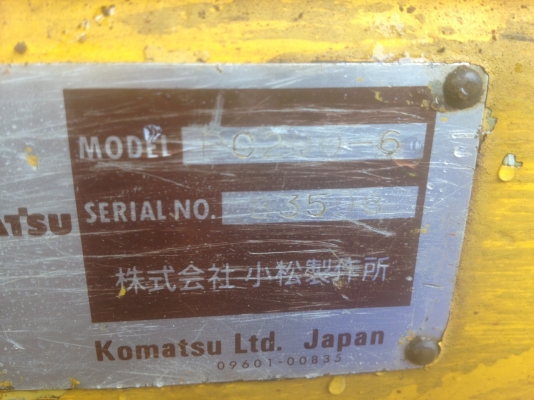 MODEL
ATSU
SERIAL NO.
株式会社 小松製作所
Komatsu Ltd. Japan
09601-00835